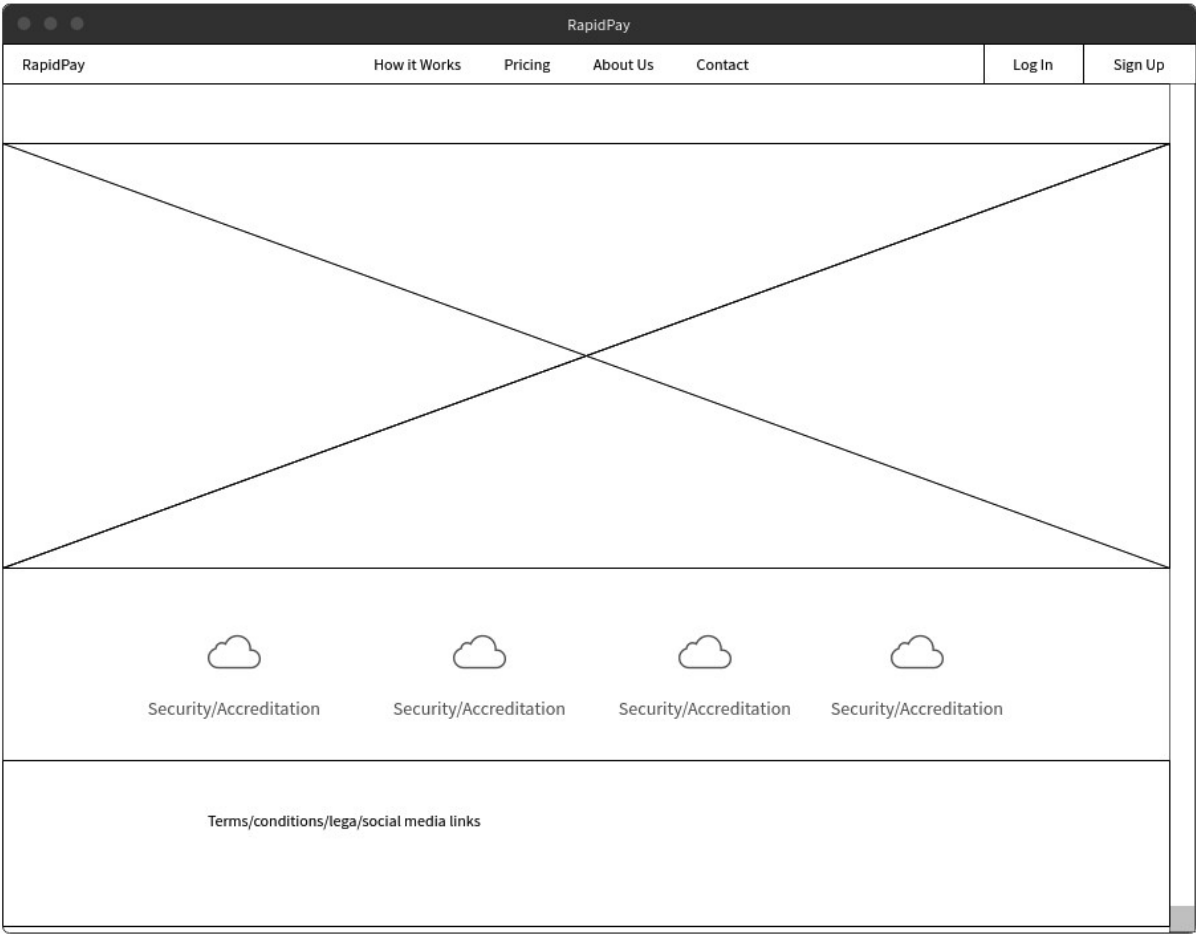 RapidPay
RapidPay How it Works Pricing About Us Contact Log In Sign Up
Security/Accreditation Security/Accreditation Security/Accreditation Security/Accreditation
Terms/conditions/lega/social media links